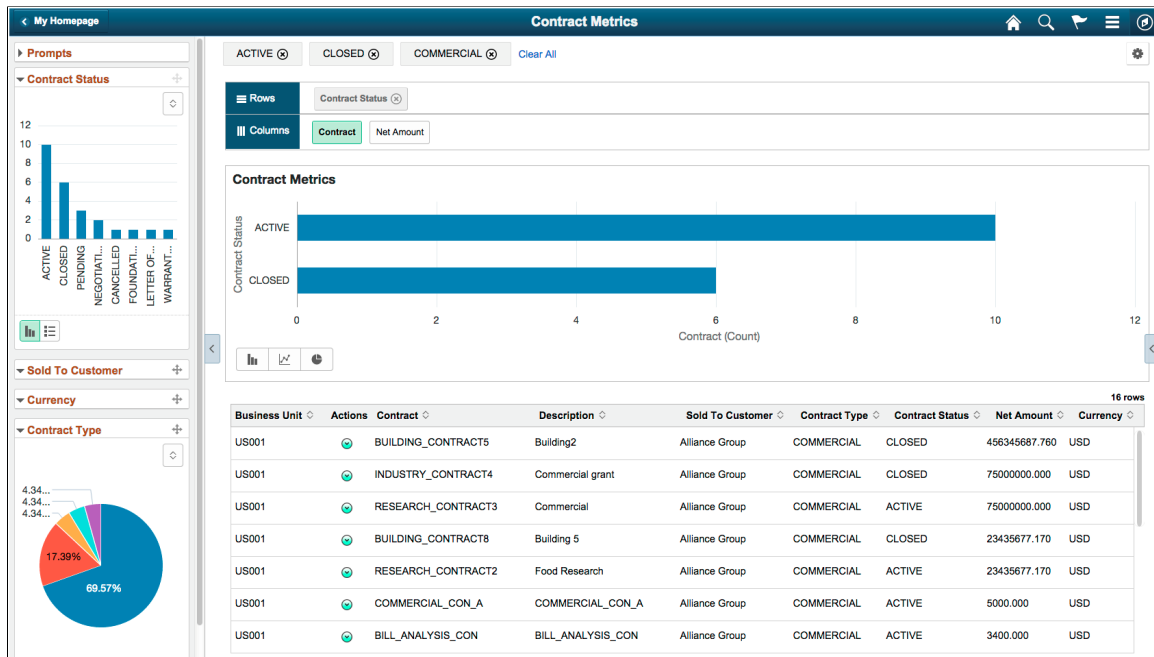 My Homepage
Contract Metrics
Prompts
Contract Status
12
10
8
6
4
2
0
ACTIVE
CLOSED
PENDING
NEGOTIATI...
CANCELLED
FOUNDATI...
LETTER OF...
WARRANT...
Sold To Customer
Currency
Contract Type
4.34...
4.34...
4.34...
17.39%
69.57%
ACTIVE CLOSED COMMERCIAL Clear All
Rows Contract Status
Columns Contract Net Amount
Contract Metrics
Contract Status
ACTIVE
CLOSED
0 2 4 6 8 10 12
Contract (Count)
16 rows
Business Unit Actions Contract Description Sold To Customer Contract Type Contract Status Net Amount Currency
US001 BUILDING_CONTRACT5 Building2 Alliance Group COMMERCIAL CLOSED 456345687.760 USD
US001 INDUSTRY_CONTRACT4 Commercial grant Alliance Group COMMERCIAL CLOSED 75000000.000 USD
US001 RESEARCH_CONTRACT3 Commercial Alliance Group COMMERCIAL ACTIVE 75000000.000 USD
US001 BUILDING_CONTRACT8 Building 5 Alliance Group COMMERCIAL CLOSED 23435677.170 USD
US001 RESEARCH_CONTRACT2 Food Research Alliance Group COMMERCIAL ACTIVE 23435677.170 USD
US001 COMMERCIAL_CON_A COMMERCIAL_CON_A Alliance Group COMMERCIAL ACTIVE 5000.000 USD
US001 BILL_ANALYSIS_CON BILL_ANALYSIS_CON Alliance Group COMMERCIAL ACTIVE 3400.000 USD